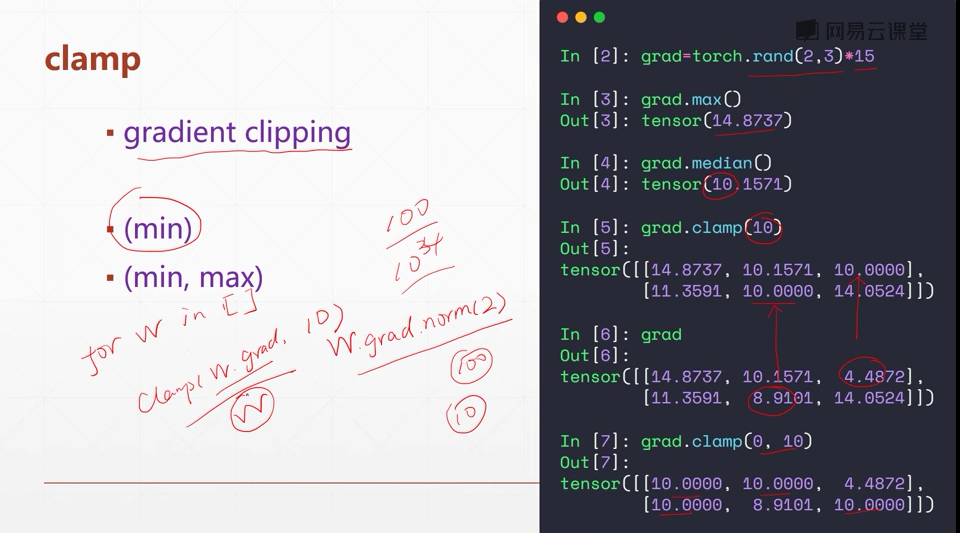 clamp
▪ gradient clipping
▪ (min)
▪ (min, max)
100
10^34
for W in []
clamp( W.grad, 10)
W
W.grad.norm(2)
100
10
网易云课堂
In [2]: grad=torch.rand(2,3)*15
In [3]: grad.max()
Out[3]: tensor(14.8737)
In [4]: grad.median()
Out[4]: tensor(10.1571)
In [5]: grad.clamp(10)
Out[5]:
tensor([[14.8737, 10.1571, 10.0000],
[11.3591, 10.0000, 14.0524]])
In [6]: grad
Out[6]:
tensor([[14.8737, 10.1571, 4.4872],
[11.3591, 8.9101, 14.0524]])
In [7]: grad.clamp(0, 10)
Out[7]:
tensor([[10.0000, 10.0000, 4.4872],
[10.0000, 8.9101, 10.0000]])